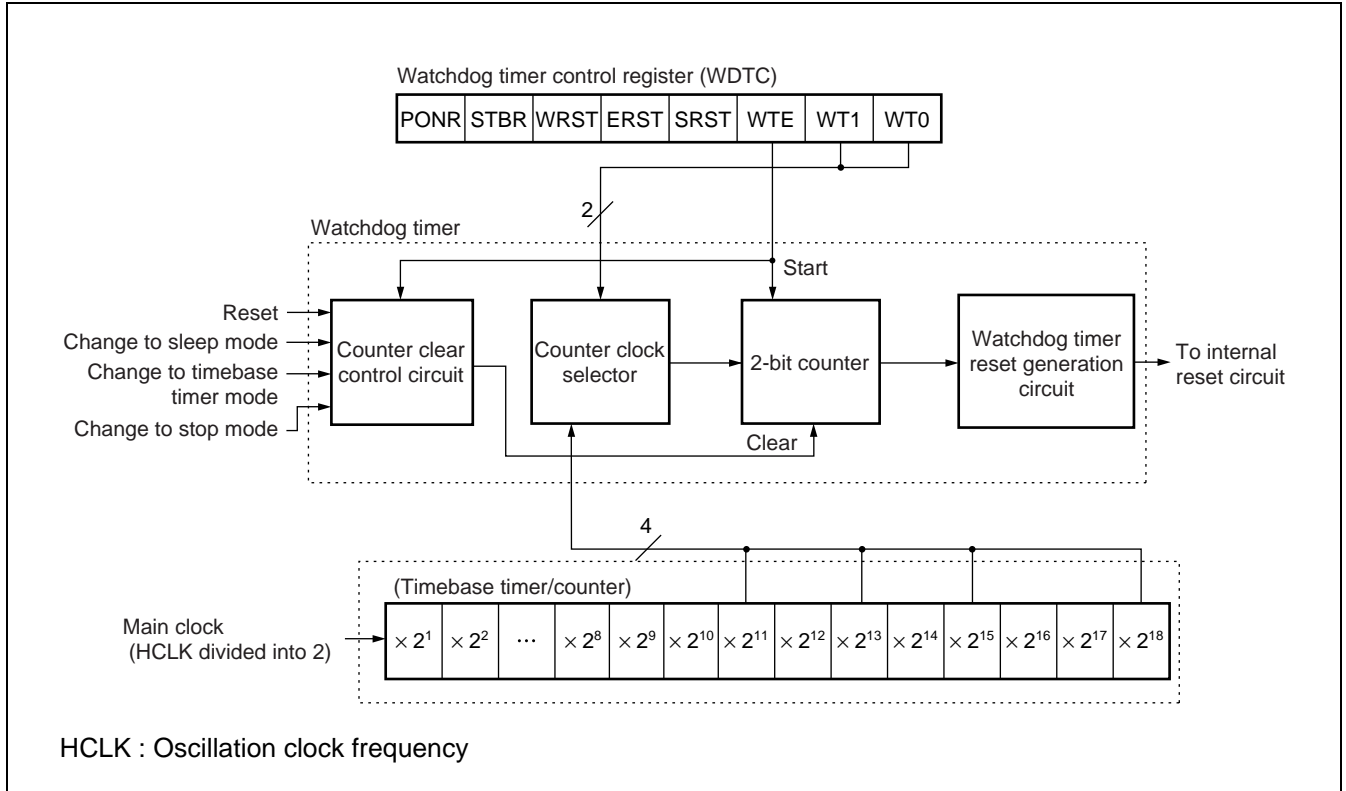 Watchdog timer control register (WDTC)
PONR STBR WRST ERST SRST WTE WT1 WT0
2
Watchdog timer
Start
Reset
Change to sleep mode
Change to timebase
timer mode
Change to stop mode
Counter clear
control circuit
Counter clock
selector
2-bit counter
Watchdog timer
reset generation
circuit
To internal
reset circuit
Clear
4
(Timebase timer/counter)
Main clock
(HCLK divided into 2)
× 2¹ × 2² ... × 2⁸ × 2⁹ × 2¹⁰ × 2¹¹ × 2¹² × 2¹³ × 2¹⁴ × 2¹⁵ × 2¹⁶ × 2¹⁷ × 2¹⁸
HCLK : Oscillation clock frequency